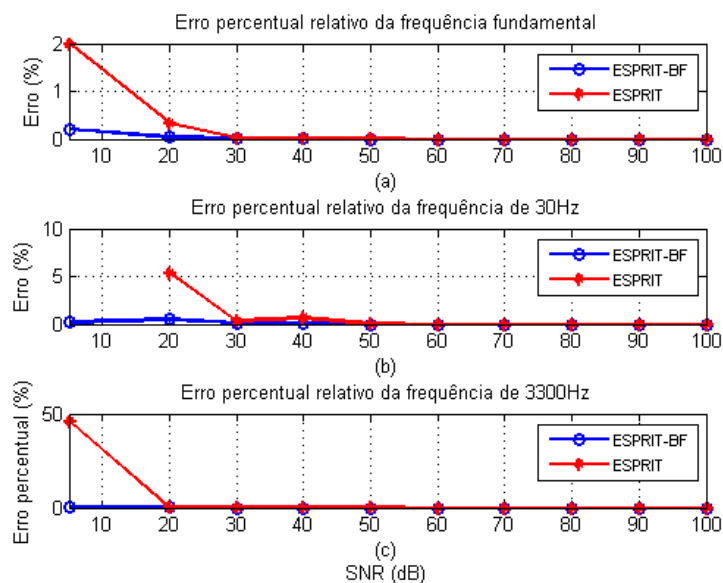 Erro percentual relativo da frequência fundamental
Erro (%)
2
1
0
ESPRIT-BF
ESPRIT
10 20 30 40 50 60 70 80 90 100
(a)
Erro percentual relativo da frequência de 30Hz
Erro (%)
10
5
0
ESPRIT-BF
ESPRIT
10 20 30 40 50 60 70 80 90 100
(b)
Erro percentual relativo da frequência de 3300Hz
Erro percentual (%)
50
0
ESPRIT-BF
ESPRIT
10 20 30 40 50 60 70 80 90 100
(c)
SNR (dB)